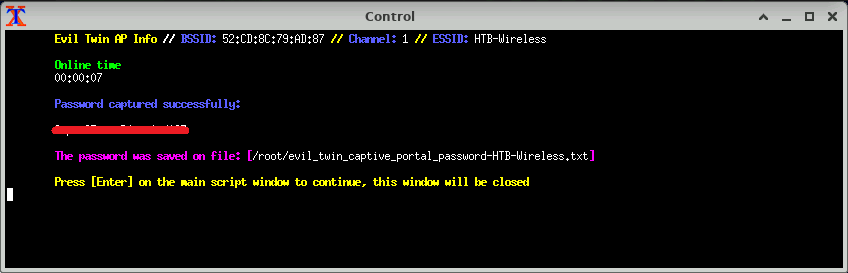 Control
Evil Twin AP Info // BSSID: 52:CD:8C:79:AD:87 // Channel: 1 // ESSID: HTB-Wireless
Online time
00:00:07
Password captured successfully:
The password was saved on file: [/root/evil_twin_captive_portal_password-HTB-Wireless.txt]
Press [Enter] on the main script window to continue, this window will be closed